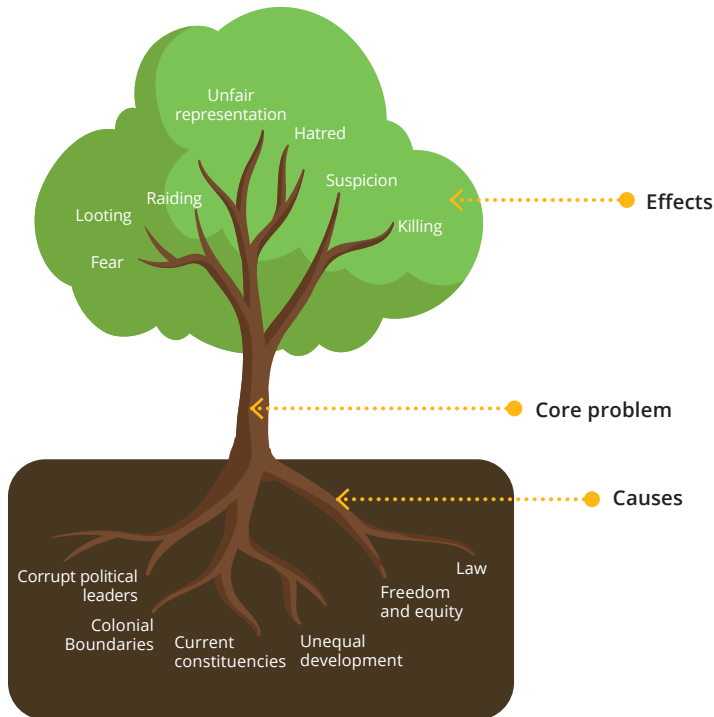 Unfair
representation
Hatred
Suspicion
Raiding
Looting
Killing
Fear
Effects
Core problem
Causes
Law
Corrupt political
leaders
Freedom
and equity
Colonial
Boundaries
Current
constituencies
Unequal
development